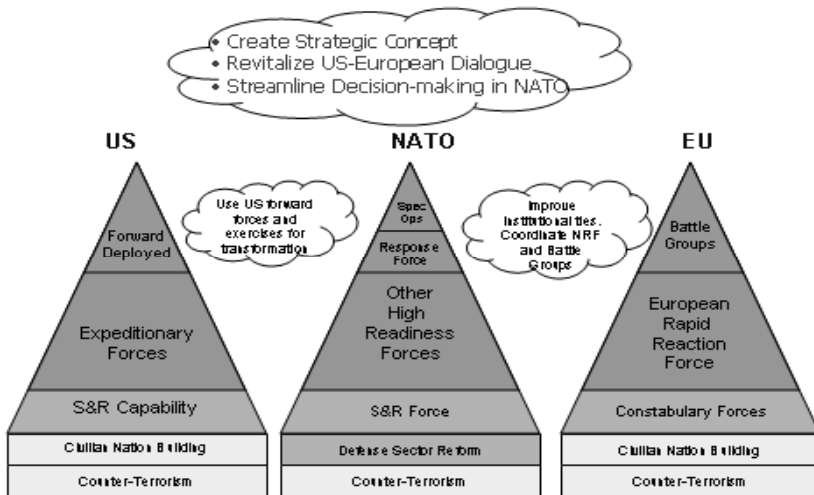 • Create Strategic Concept
• Revitalize US-European Dialogue
• Streamline Decision-making in NATO
US
NATO
EU
Use US forward
forces and
exercises for
transformation
Improe
Institutional ties.
Coordinate NRF
and Battle
Groups
Forward
Deployed
Expeditionary
Forces
S&R Capability
Civilian Nation Building
Counter-Terrorism
Spec
Ops
Response
Force
Other
High
Readiness
Forces
S&R Force
Defense Sector Reform
Counter-Terrorism
Battle
Groups
European
Rapid
Reaction
Force
Constabulary Forces
Civilian Nation Building
Counter-Terrorism